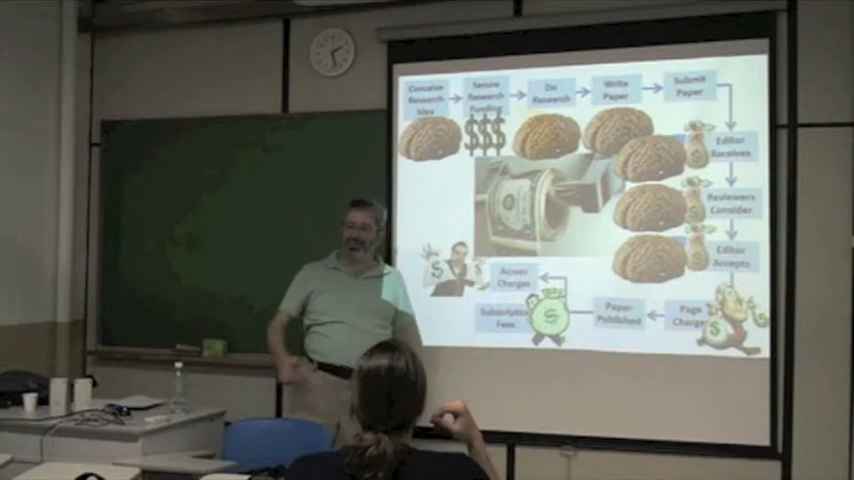 Conceive
Research
Idea
Secure
Research
Funding
Do
Research
Write
Paper
Submit
Paper
$$$
Editor
Receives
Reviewers
Consider
Editor
Accepts
Access
Charges
$
$
$
Subscription
Fees
Paper
Published
Page
Charges
$